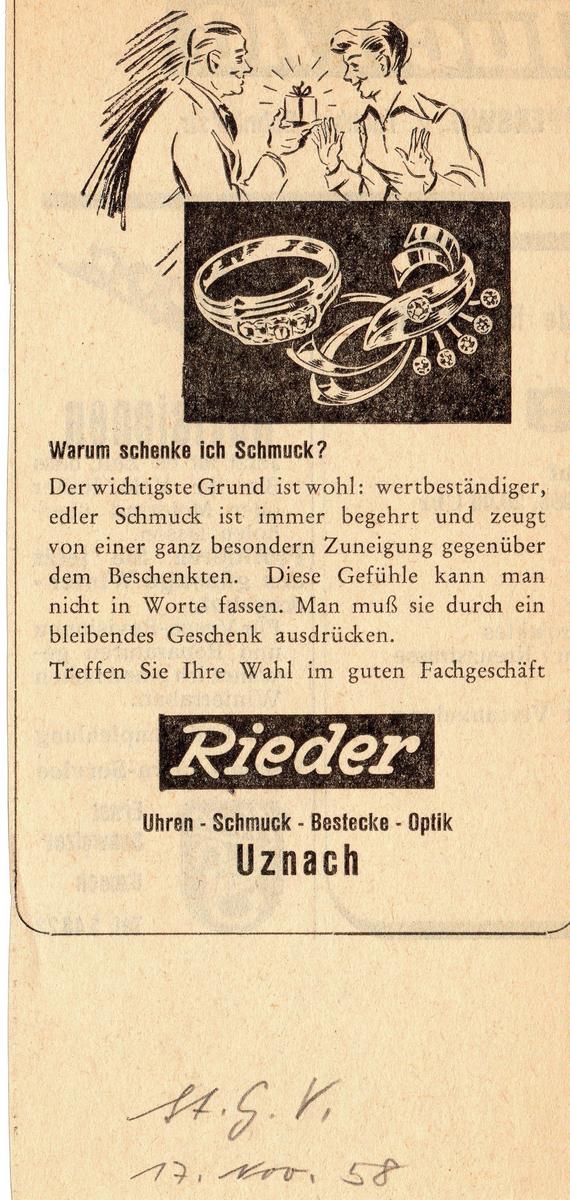 Warum schenke ich Schmuck?
Der wichtigste Grund ist wohl: wertbeständiger,
edler Schmuck ist immer begehrt und zeugt
von einer ganz besondern Zuneigung gegenüber
dem Beschenkten. Diese Gefühle kann man
nicht in Worte fassen. Man muß sie durch ein
bleibendes Geschenk ausdrücken.
Treffen Sie Ihre Wahl im guten Fachgeschäft
Rieder
Uhren - Schmuck - Bestecke - Optik
Uznach
St. G. V.
17. Nov. 58